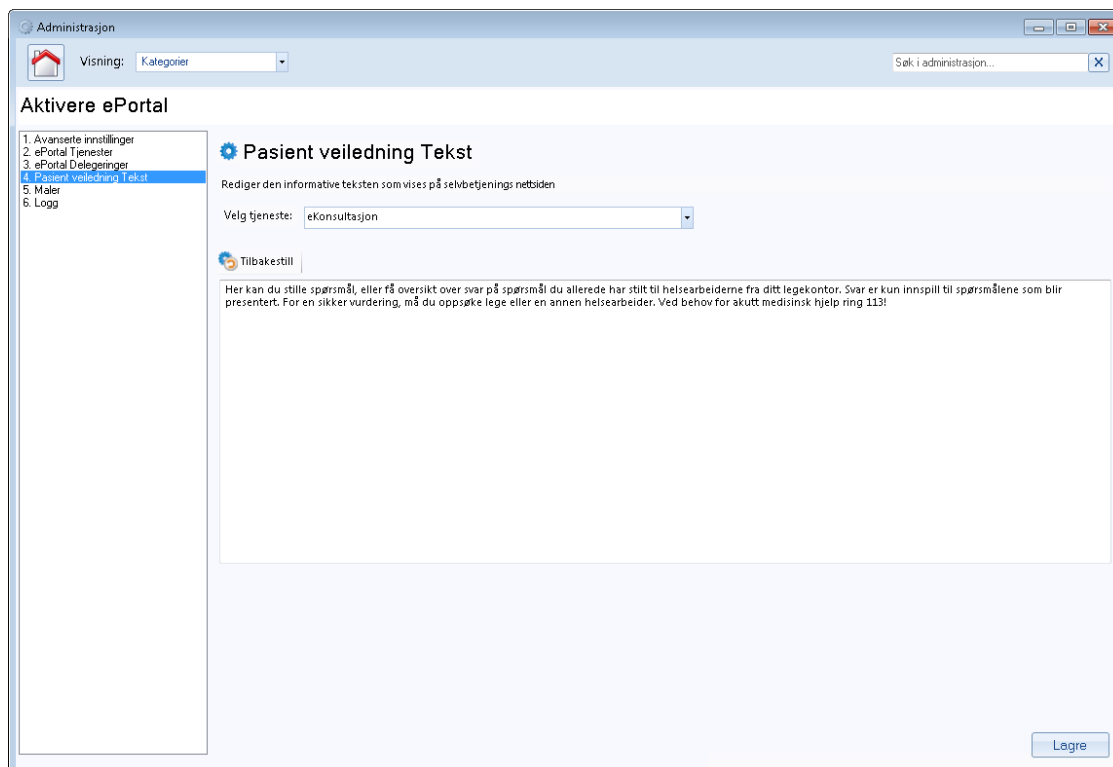 Administrasjon
Visning: Kategorier
Søk i administrasjon...
X
Aktivere ePortal
1. Avanserte innstillinger
2. ePortal Tjenester
3. ePortal Delegeringer
4. Pasient veiledning Tekst
5. Maler
6. Logg
Pasient veiledning Tekst
Rediger den informative teksten som vises på selvbetjenings nettsiden
Velg tjeneste: eKonsultasjon
Tilbakestill
Her kan du stille spørsmål, eller få oversikt over svar på spørsmål du allerede har stilt til helsearbeiderne fra ditt legekontor. Svar er kun innspill til spørsmålene som blir
presentert. For en sikker vurdering, må du oppsøke lege eller en annen helsearbeider. Ved behov for akutt medisinsk hjelp ring 113!
Lagre